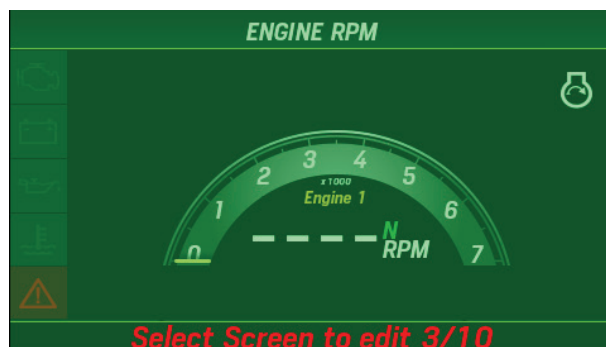 ENGINE RPM
0 1 2 3 4 5 6 7
x 1000
Engine 1
---- N
RPM
Select Screen to edit 3/10